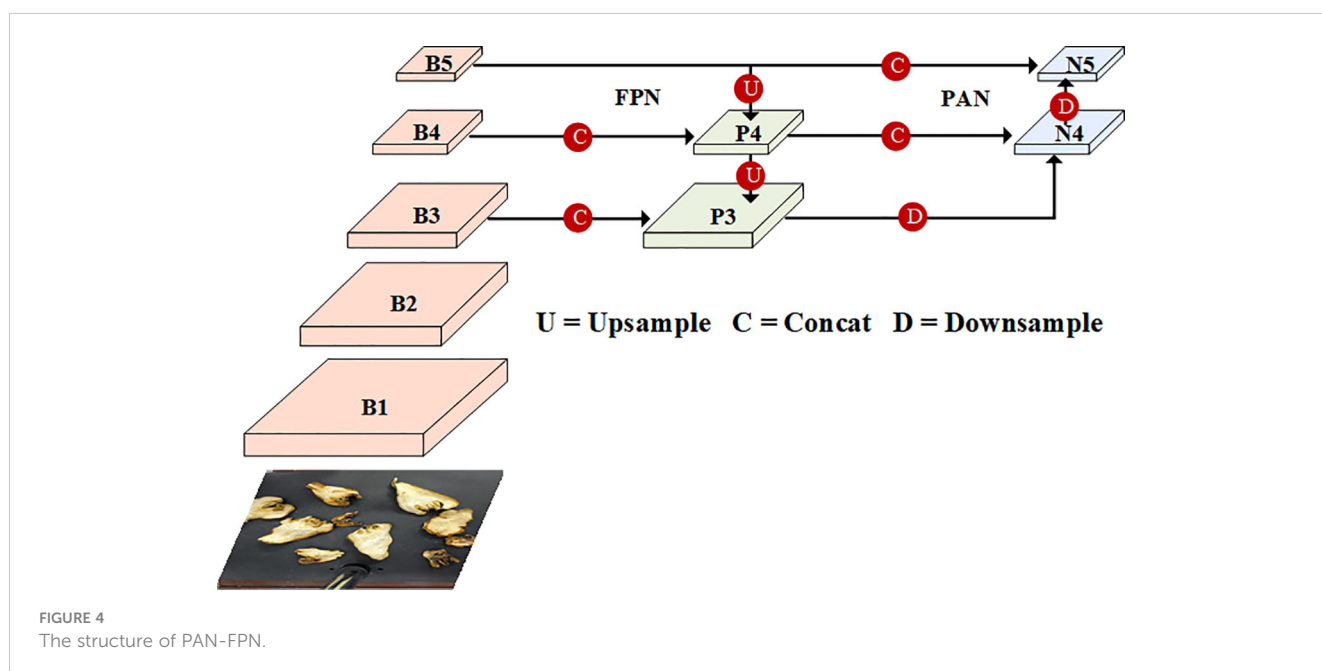 B5
C
N5
U
FPN
PAN
D
B4
C
P4
C
N4
U
B3
C
P3
D
B2
U = Upsample C = Concat D = Downsample
B1
FIGURE 4
The structure of PAN-FPN.